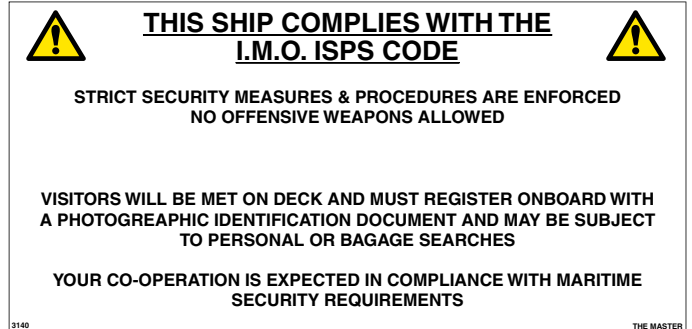 THIS SHIP COMPLIES WITH THE
I.M.O. ISPS CODE
STRICT SECURITY MEASURES & PROCEDURES ARE ENFORCED
NO OFFENSIVE WEAPONS ALLOWED
VISITORS WILL BE MET ON DECK AND MUST REGISTER ONBOARD WITH
A PHOTOGREAPHIC IDENTIFICATION DOCUMENT AND MAY BE SUBJECT
TO PERSONAL OR BAGAGE SEARCHES
YOUR CO-OPERATION IS EXPECTED IN COMPLIANCE WITH MARITIME
SECURITY REQUIREMENTS
3140
THE MASTER